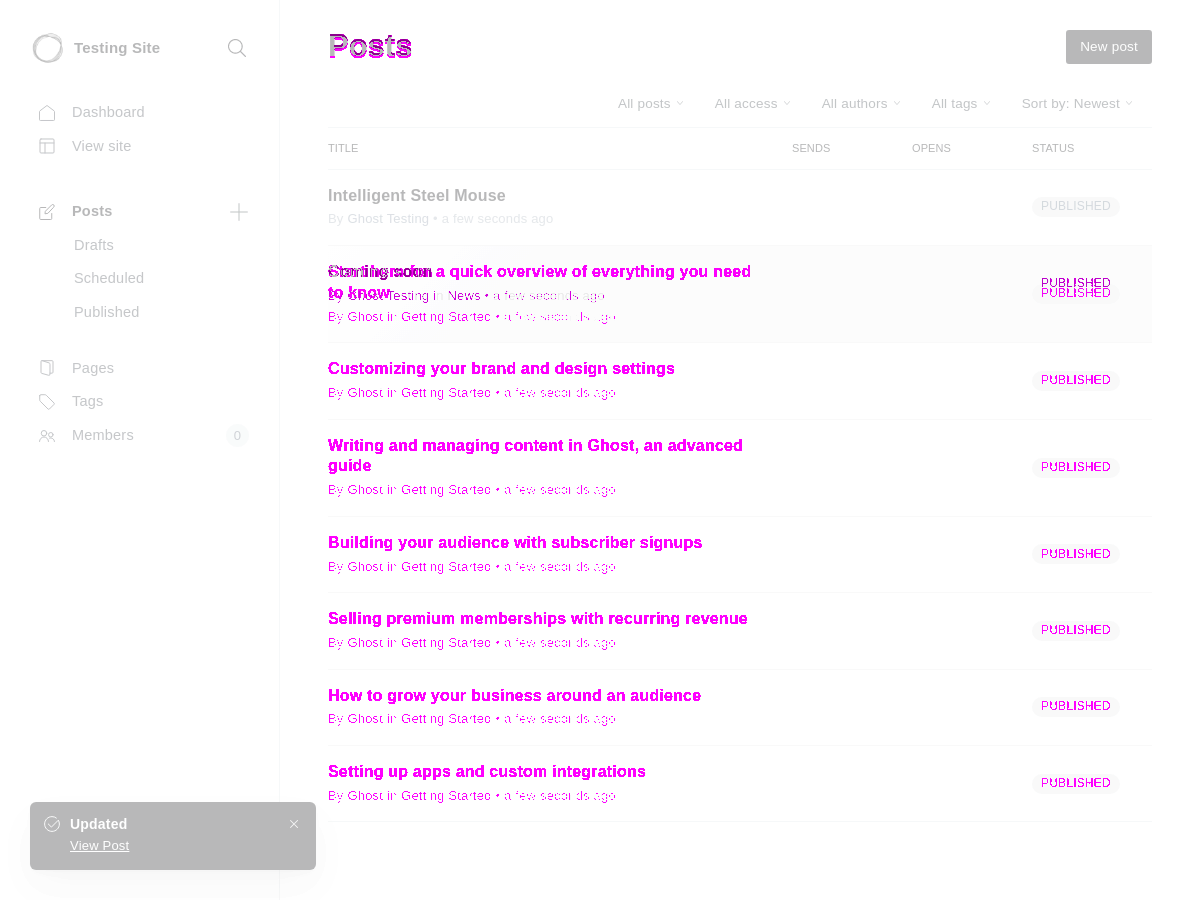 Testing Site
Dashboard
View site
Posts
Drafts
Scheduled
Published
Pages
Tags
Members 0
Posts
New post
All posts All access All authors All tags Sort by: Newest
TITLE SENDS OPENS STATUS
Intelligent Steel Mouse
By Ghost Testing • a few seconds ago
PUBLISHED
a quick overview of everything you need
to know
By Ghost Testing in News • a few seconds ago
By Ghost in Getting Started • a few seconds ago
PUBLISHED
PUBLISHED
Customizing your brand and design settings
By Ghost in Getting Started • a few seconds ago
PUBLISHED
Writing and managing content in Ghost, an advanced
guide
By Ghost in Getting Started • a few seconds ago
PUBLISHED
Building your audience with subscriber signups
By Ghost in Getting Started • a few seconds ago
PUBLISHED
Selling premium memberships with recurring revenue
By Ghost in Getting Started • a few seconds ago
PUBLISHED
How to grow your business around an audience
By Ghost in Getting Started • a few seconds ago
PUBLISHED
Setting up apps and custom integrations
By Ghost in Getting Started • a few seconds ago
PUBLISHED
Updated
View Post